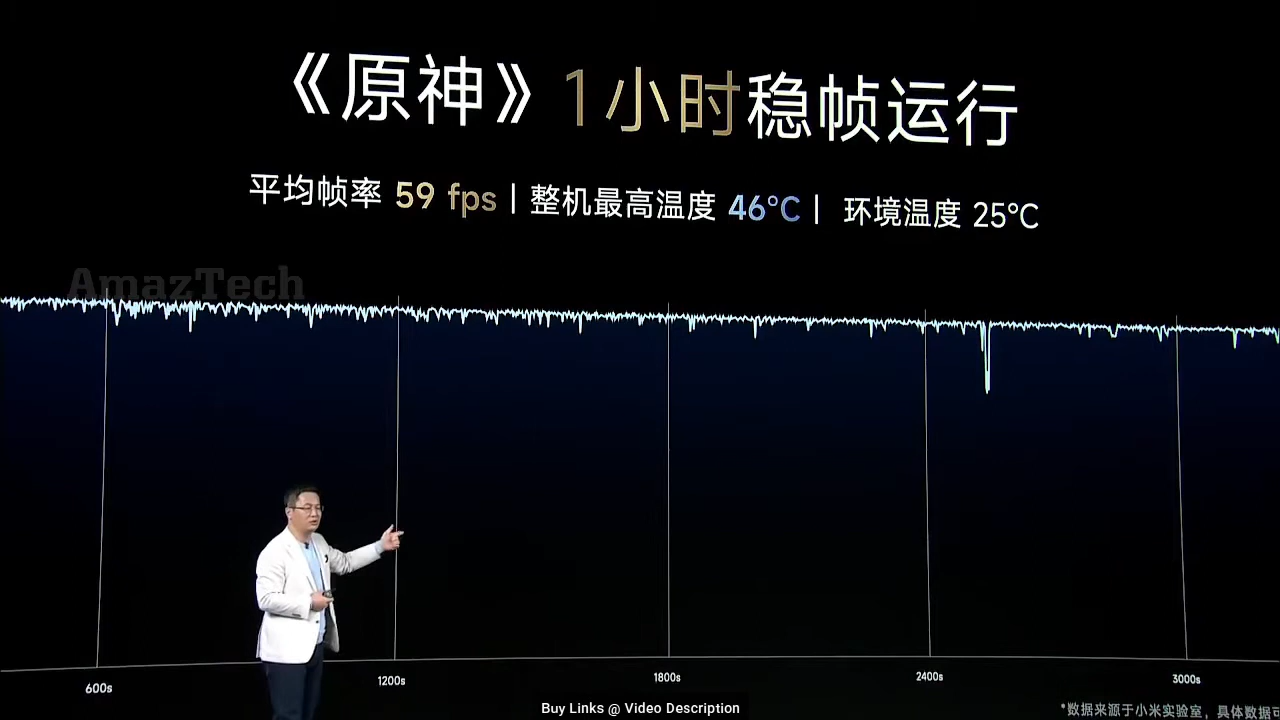 《原神》1小时稳帧运行
平均帧率 59 fps | 整机最高温度 46°C | 环境温度 25°C
AmazTech
600s
1200s
1800s
2400s
3000s
*数据来源于小米实验室，具体数据可
Buy Links @ Video Description